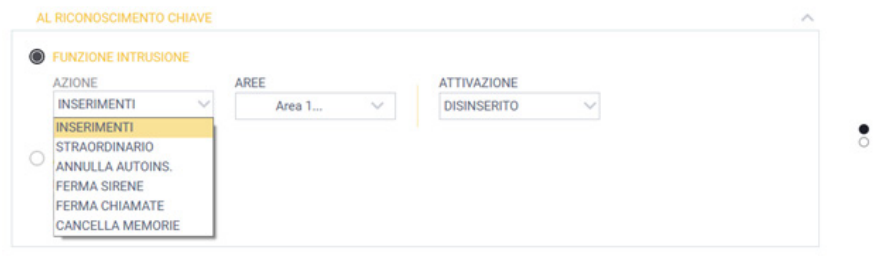 AL RICONOSCIMENTO CHIAVE
FUNZIONE INTRUSIONE
AZIONE AREE ATTIVAZIONE
INSERIMENTI Area 1... DISINSERITO
INSERIMENTI
STRAORDINARIO
ANNULLA AUTOINS.
FERMA SIRENE
FERMA CHIAMATE
CANCELLA MEMORIE